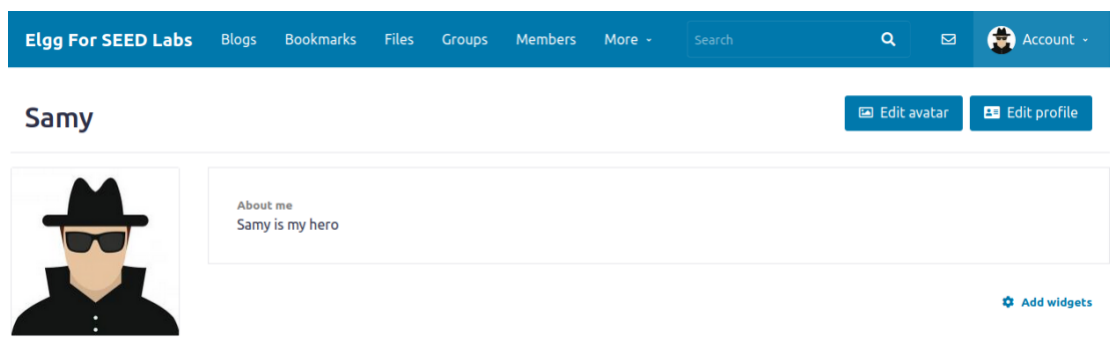 Elgg For SEED Labs Blogs Bookmarks Files Groups Members More Search Account
Samy Edit avatar Edit profile
About me
Samy is my hero
Add widgets